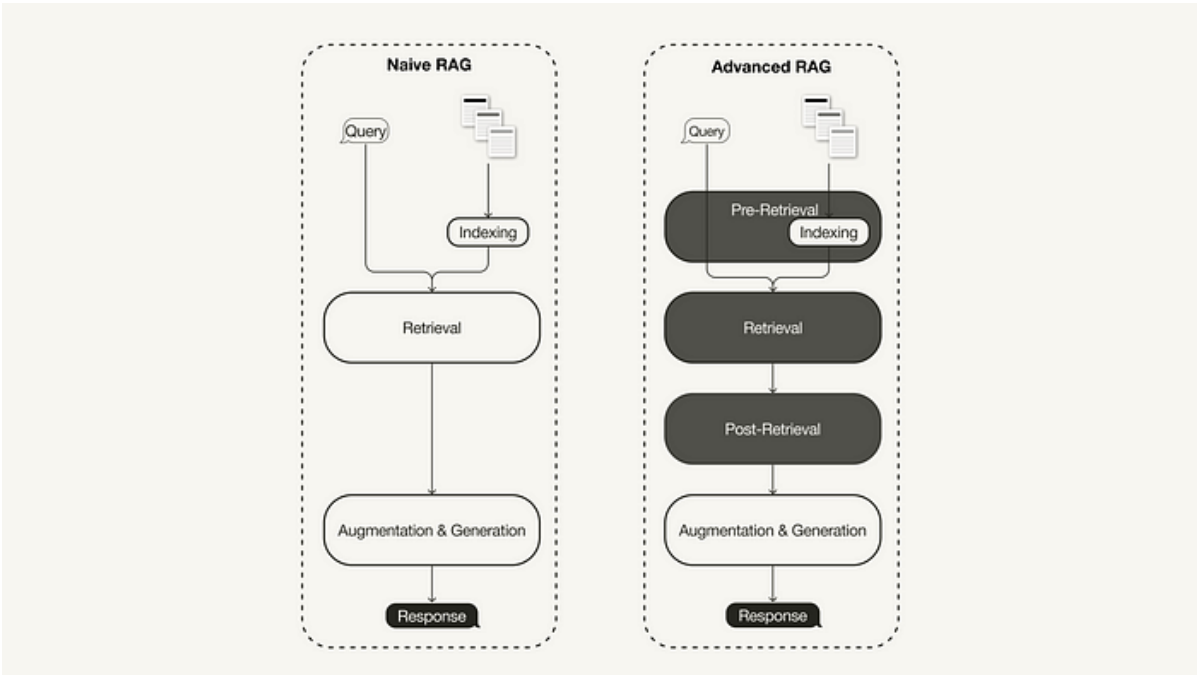 Naive RAG
Query
Indexing
Retrieval
Augmentation & Generation
Response
Advanced RAG
Query
Pre-Retrieval
Indexing
Retrieval
Post-Retrieval
Augmentation & Generation
Response